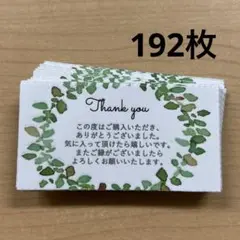 192枚
Thank you
この度はご購入いただき、
ありがとうございました。
気に入って頂けたら嬉しいです。
またご縁がございましたら
よろしくお願いいたします。